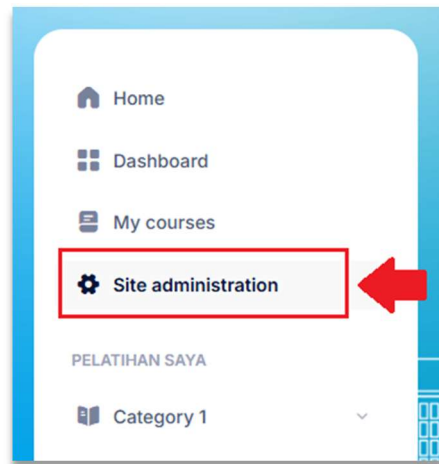 Home
Dashboard
My courses
Site administration
PELATIHAN SAYA
Category 1